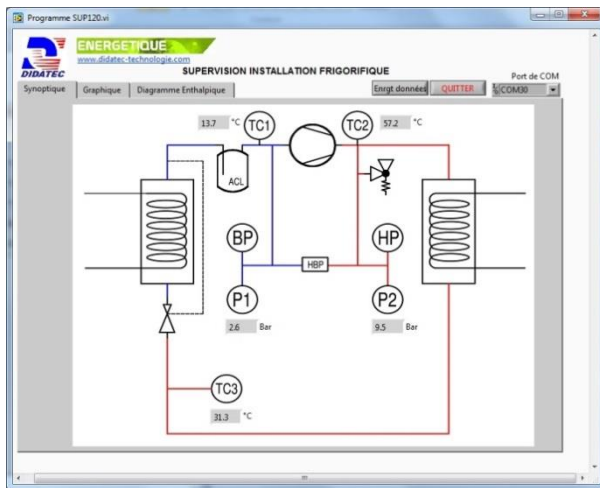 Programme SUP120.vi
DIDATEC
ENERGETIQUE
www.didatec-technologie.com
SUPERVISION INSTALLATION FRIGORIFIQUE
Port de COM
Synoptique Graphique Diagramme Enthalpique Enrgt données QUITTER COM30
13.7 °C TC1 TC2 57.2 °C
ACL
BP HP
HBP
P1 P2
2.6 Bar 9.5 Bar
TC3
31.3 °C